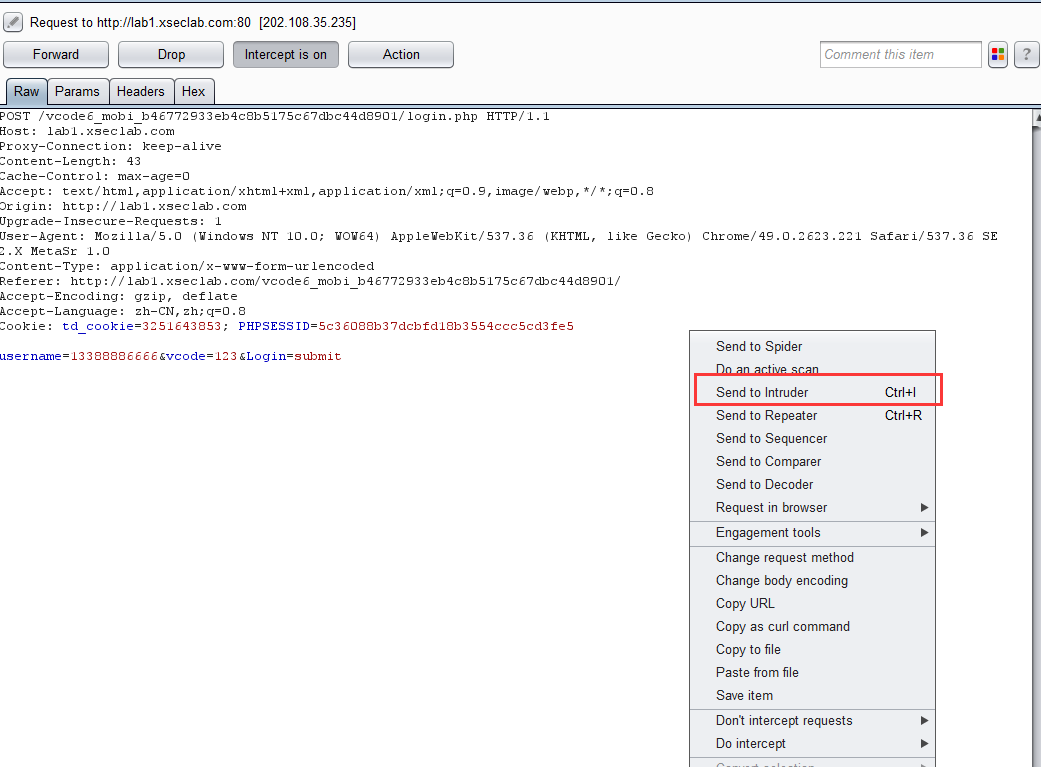 Request to http://lab1.xseclab.com:80 [202.108.35.235]
Forward Drop Intercept is on Action Comment this item ?
Raw Params Headers Hex
POST /vcode6_mobi_b46772933eb4c8b5175c67dbc44d8901/login.php HTTP/1.1
Host: lab1.xseclab.com
Proxy-Connection: keep-alive
Content-Length: 43
Cache-Control: max-age=0
Accept: text/html,application/xhtml+xml,application/xml;q=0.9,image/webp,*/*;q=0.8
Origin: http://lab1.xseclab.com
Upgrade-Insecure-Requests: 1
User-Agent: Mozilla/5.0 (Windows NT 10.0; WOW64) AppleWebKit/537.36 (KHTML, like Gecko) Chrome/49.0.2623.221 Safari/537.36 SE
2.X MetaSr 1.0
Content-Type: application/x-www-form-urlencoded
Referer: http://lab1.xseclab.com/vcode6_mobi_b46772933eb4c8b5175c67dbc44d8901/
Accept-Encoding: gzip, deflate
Accept-Language: zh-CN,zh;q=0.8
Cookie: td_cookie=3251643853; PHPSESSID=5c36088b37dcbfd18b3554ccc5cd3fe5
username=13388886666&vcode=123&Login=submit
Send to Spider
Do an active scan
Send to Intruder Ctrl+I
Send to Repeater Ctrl+R
Send to Sequencer
Send to Comparer
Send to Decoder
Request in browser
Engagement tools
Change request method
Change body encoding
Copy URL
Copy as curl command
Copy to file
Paste from file
Save item
Don't intercept requests
Do intercept